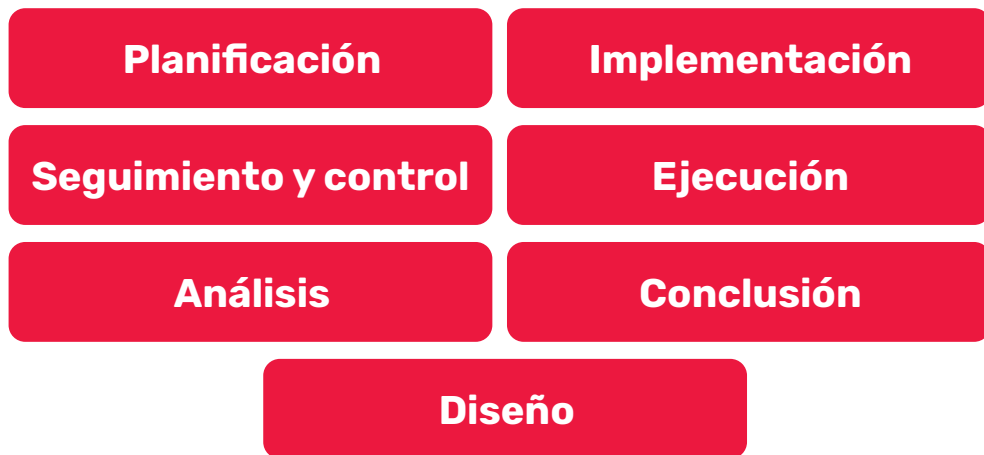 Planificación
Implementación
Seguimiento y control
Ejecución
Análisis
Conclusión
Diseño